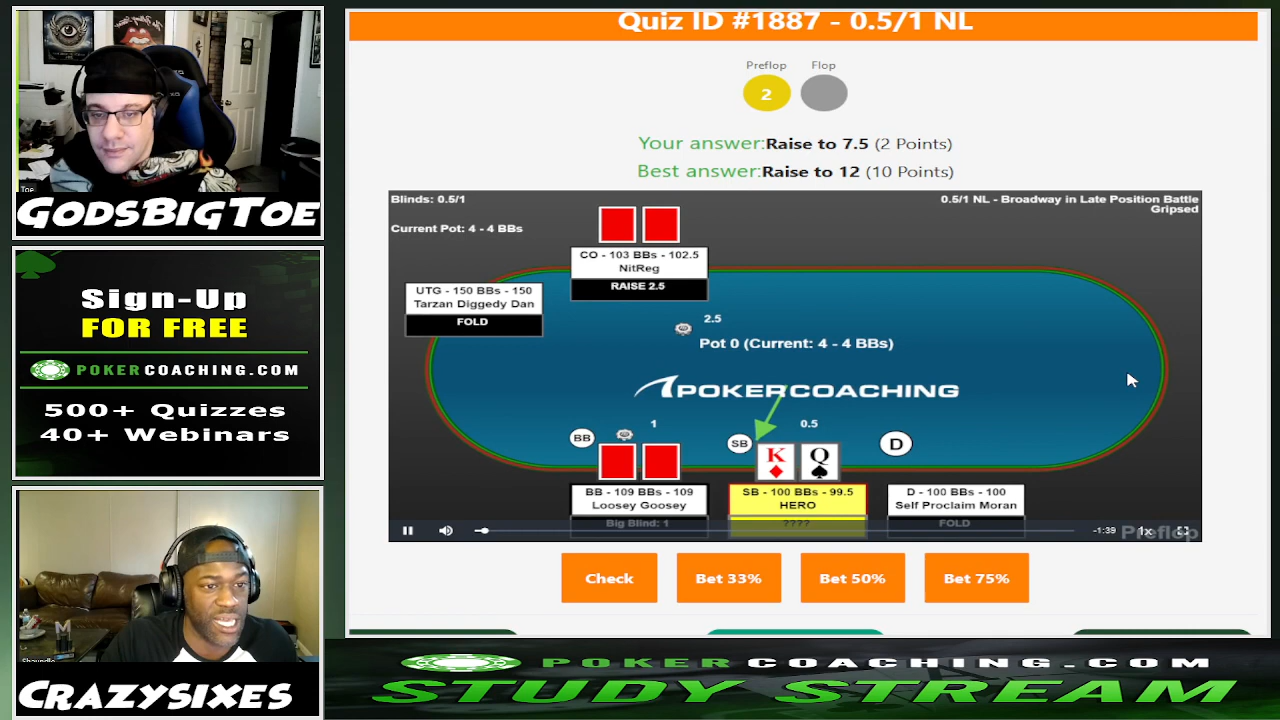 Toe
GODSBIGTOE
Sign-Up
FOR FREE
POKERCOACHING.COM
500+ Quizzes
40+ Webinars
Shaundle
CRAZYSIXES
Quiz ID #1887 - 0.5/1 NL
Preflop
Flop
2
Your answer:Raise to 7.5 (2 Points)
Best answer:Raise to 12 (10 Points)
Blinds: 0.5/1
0.5/1 NL - Broadway in Late Position Battle
Gripsed
Current Pot: 4 - 4 BBs
CO - 103 BBs - 102.5
NitReg
RAISE 2.5
UTG - 150 BBs - 150
Tarzan Diggedy Dan
FOLD
2.5
Pot 0 (Current: 4 - 4 BBs)
POKERCOACHING
BB
1
SB
0.5
D
K
Q
BB - 109 BBs - 109
Loosey Goosey
Big Blind: 1
SB - 100 BBs - 99.5
HERO
????
D - 100 BBs - 100
Self Proclaim Moran
FOLD
-1:39
1x
Preflop
Check
Bet 33%
Bet 50%
Bet 75%
POKERCOACHING.COM
STUDY STREAM